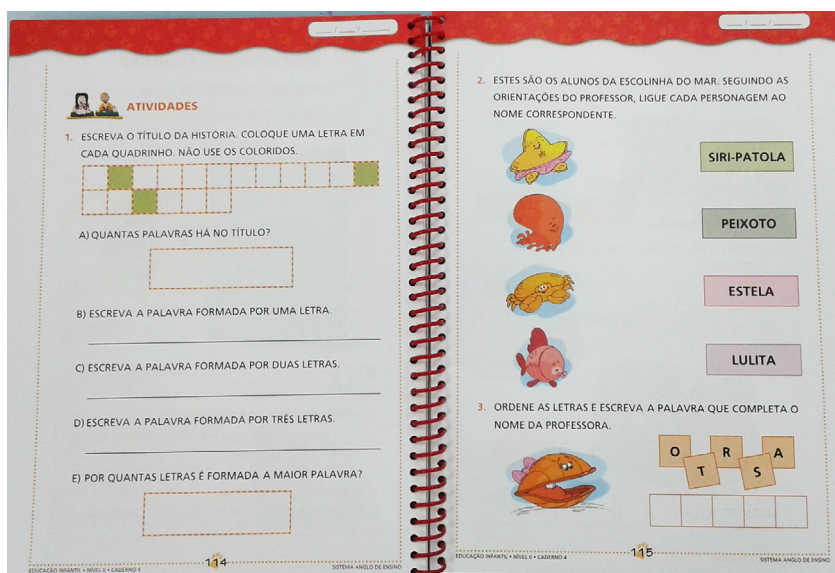 ATIVIDADES
1. ESCREVA O TÍTULO DA HISTÓRIA. COLOQUE UMA LETRA EM
CADA QUADRINHO. NÃO USE OS COLORIDOS.
A) QUANTAS PALAVRAS HÁ NO TÍTULO?
B) ESCREVA A PALAVRA FORMADA POR UMA LETRA.
C) ESCREVA A PALAVRA FORMADA POR DUAS LETRAS.
D) ESCREVA A PALAVRA FORMADA POR TRÊS LETRAS.
E) POR QUANTAS LETRAS É FORMADA A MAIOR PALAVRA?
114
EDUCAÇÃO INFANTIL • NÍVEL II • CADERNO 4
SISTEMA ANGLO DE ENSINO
2. ESTES SÃO OS ALUNOS DA ESCOLINHA DO MAR. SEGUINDO AS
ORIENTAÇÕES DO PROFESSOR, LIGUE CADA PERSONAGEM AO
NOME CORRESPONDENTE.
SIRI-PATOLA
PEIXOTO
ESTELA
LULITA
3. ORDENE AS LETRAS E ESCREVA A PALAVRA QUE COMPLETA O
NOME DA PROFESSORA.
O T R S A
115
EDUCAÇÃO INFANTIL • NÍVEL II • CADERNO 4
SISTEMA ANGLO DE ENSINO